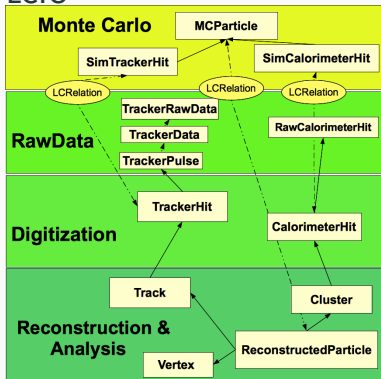 LCIO
Monte Carlo
MCParticle
SimTrackerHit
SimCalorimeterHit
LCRelation
LCRelation
LCRelation
TrackerRawData
RawCalorimeterHit
RawData
TrackerData
TrackerPulse
TrackerHit
CalorimeterHit
Digitization
Track
Cluster
Reconstruction &
Analysis
ReconstructedParticle
Vertex